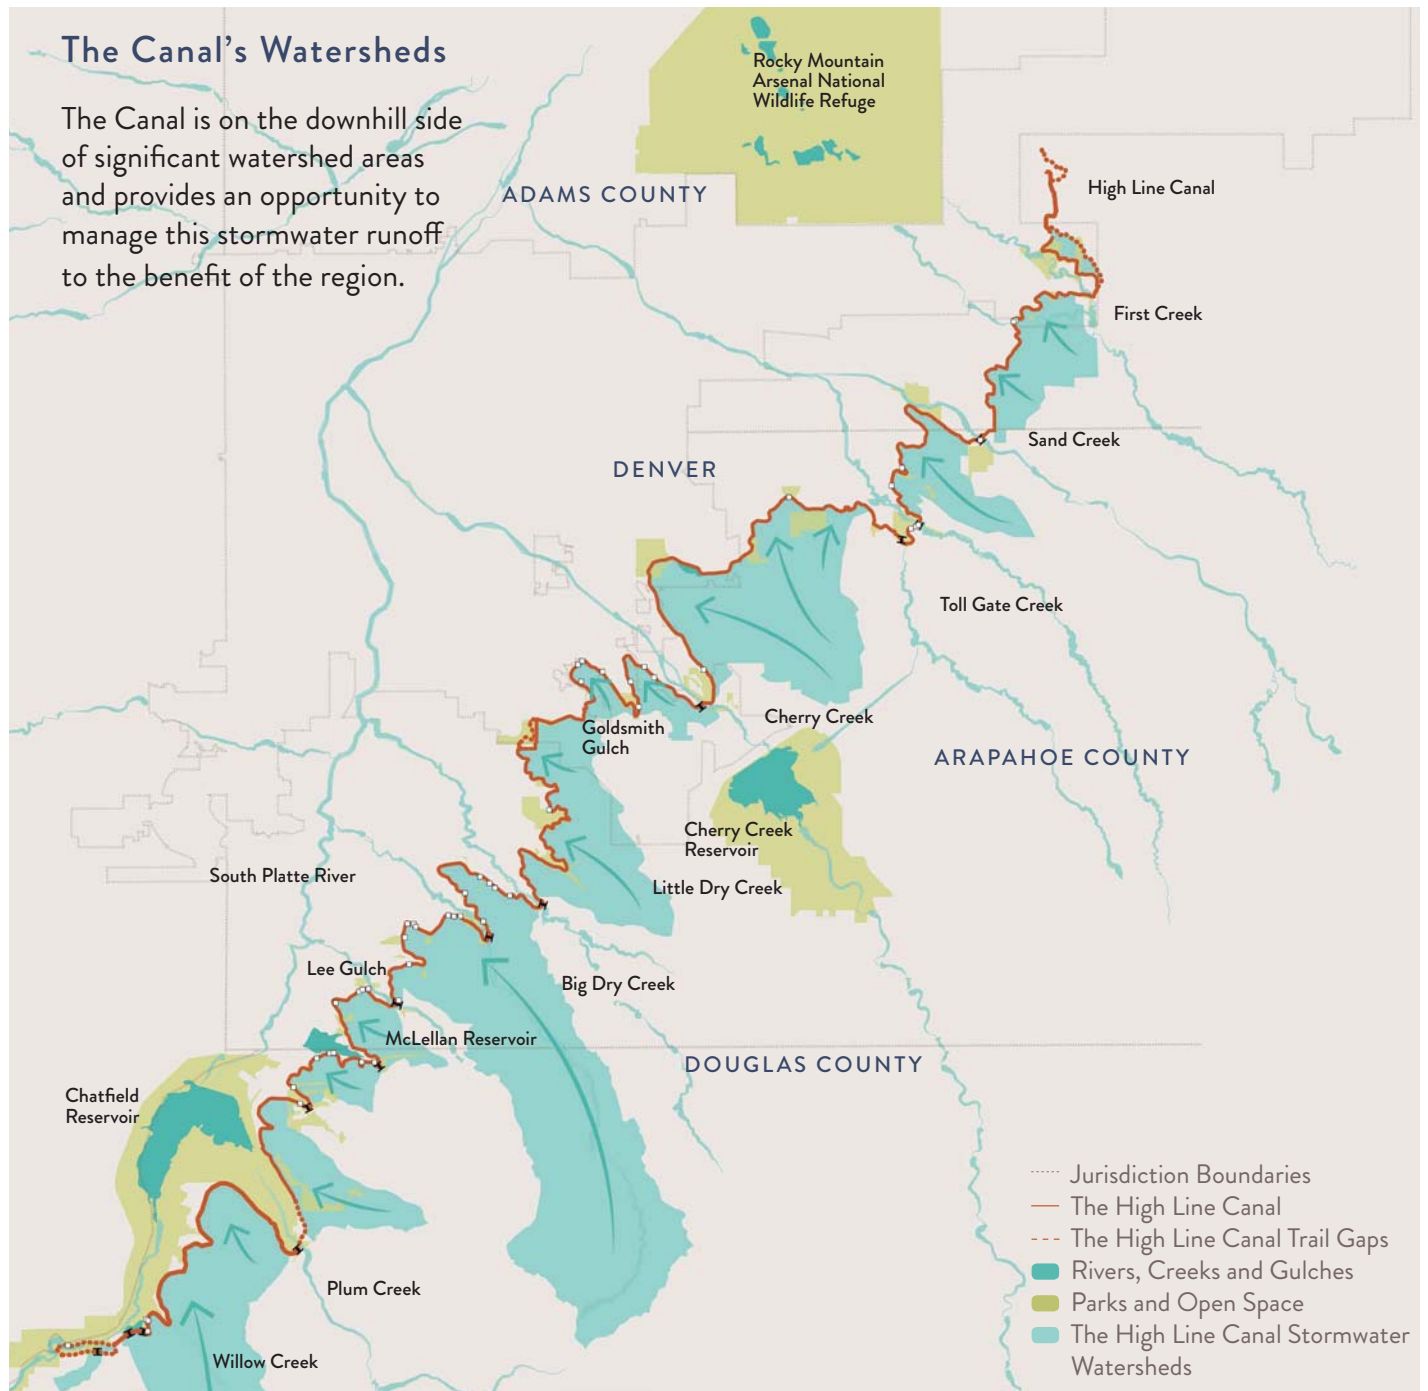 The Canal's Watersheds
The Canal is on the downhill side
of significant watershed areas
and provides an opportunity to
manage this stormwater runoff
to the benefit of the region.
Rocky Mountain
Arsenal National
Wildlife Refuge
ADAMS COUNTY
High Line Canal
First Creek
Sand Creek
DENVER
Toll Gate Creek
Cherry Creek
Goldsmith
Gulch
ARAPAHOE COUNTY
Cherry Creek
Reservoir
South Platte River
Little Dry Creek
Lee Gulch
Big Dry Creek
McLellan Reservoir
DOUGLAS COUNTY
Chatfield
Reservoir
Plum Creek
Willow Creek
Jurisdiction Boundaries
The High Line Canal
The High Line Canal Trail Gaps
Rivers, Creeks and Gulches
Parks and Open Space
The High Line Canal Stormwater
Watersheds